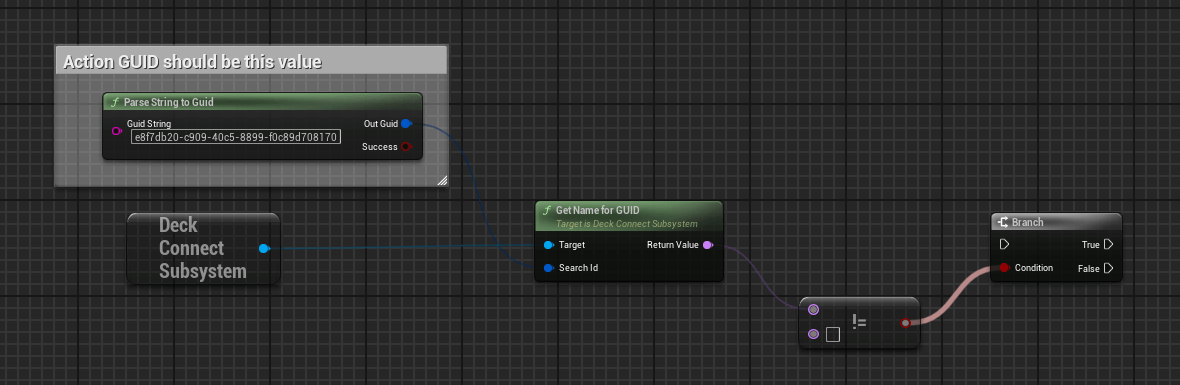 Action GUID should be this value
f Parse String to Guid
Guid String
Out Guid
e8f7db20-c909-40c5-8899-f0c89d708170
Success
Deck
Connect
Subsystem
f Get Name for GUID
Target is Deck Connect Subsystem
Target
Return Value
Search Id
!=
Branch
True
Condition
False